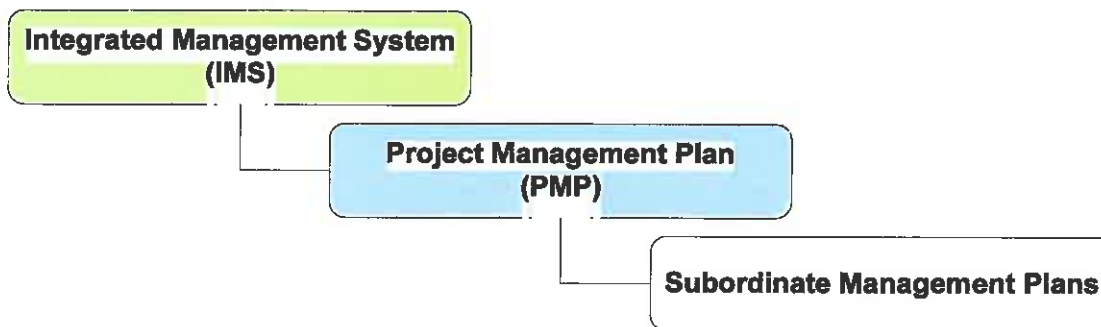 Integrated Management System
(IMS)
Project Management Plan
(PMP)
Subordinate Management Plans